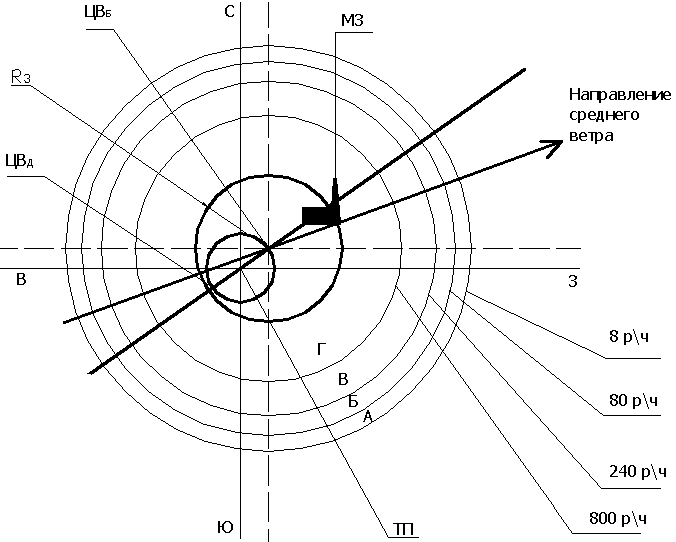 ЦВБ
С
МЗ
RЗ
Направление
среднего
ветра
ЦВД
В
З
8 р\ч
Г
В
Б
А
80 р\ч
240 р\ч
800 р\ч
Ю
ТП